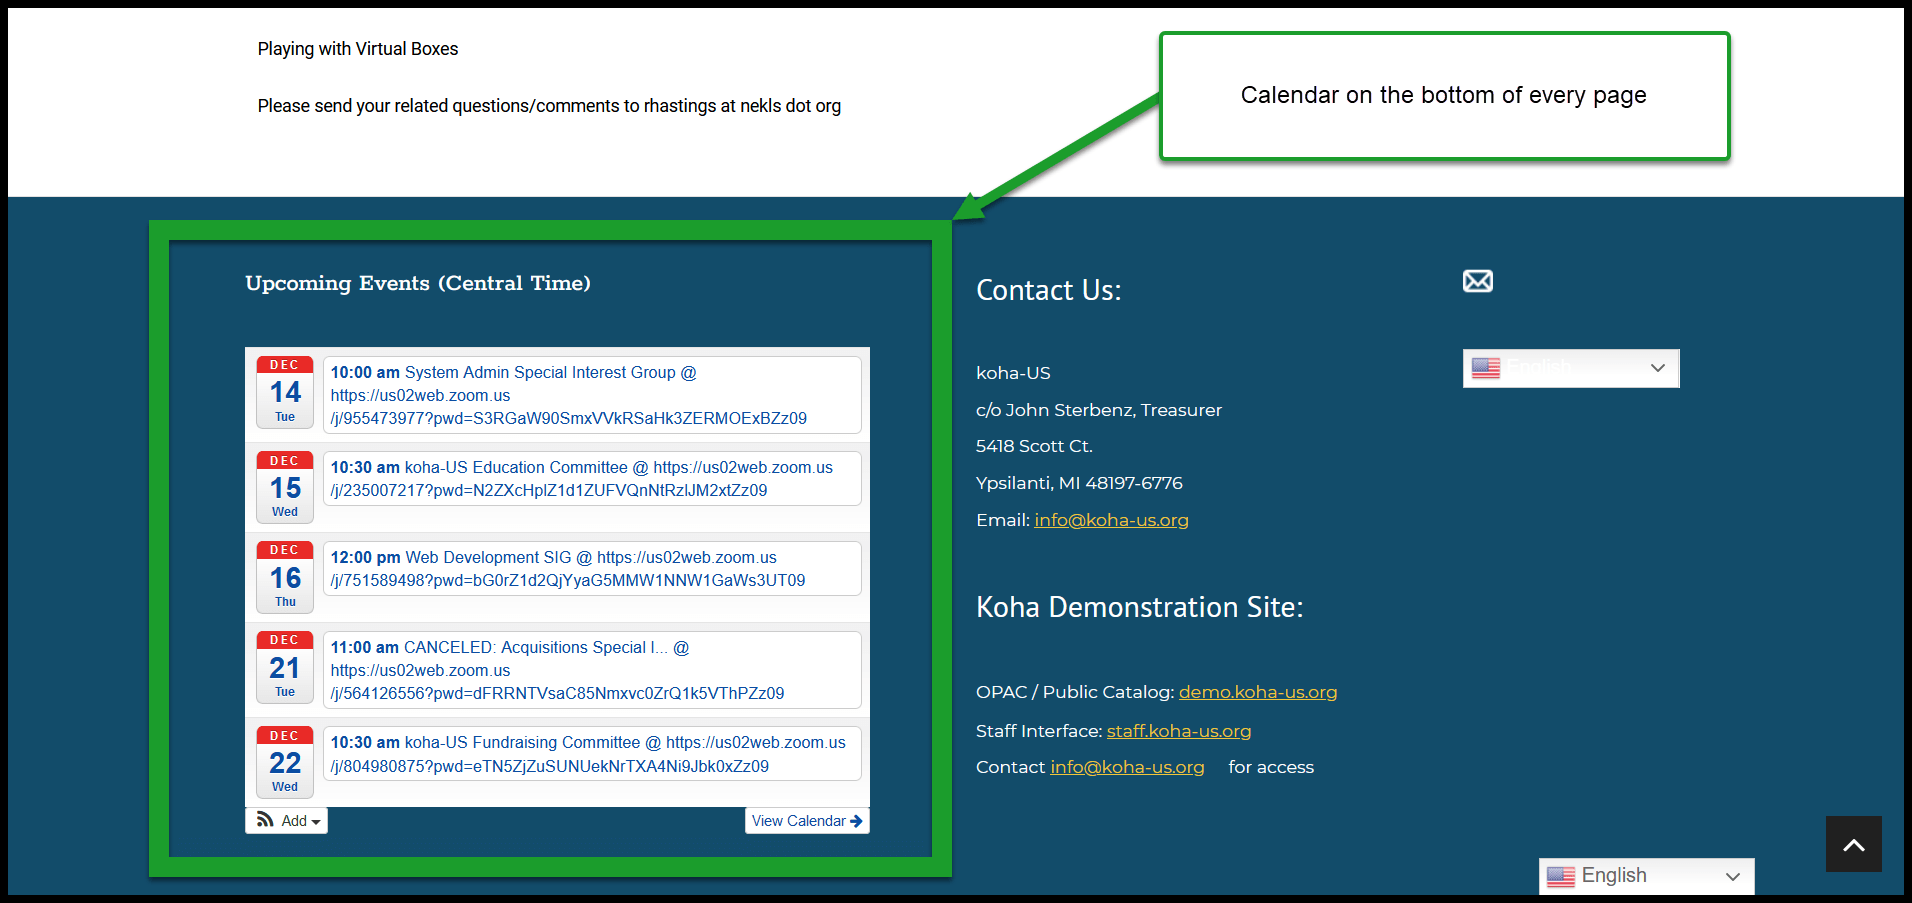 Playing with Virtual Boxes
Please send your related questions/comments to rhastings at nekls dot org
Calendar on the bottom of every page
Upcoming Events (Central Time)
DEC
14
Tue
10:00 am System Admin Special Interest Group @
https://us02web.zoom.us
/j/955473977?pwd=S3RGaW90SmxVVkRSaHk3ZERMOExBZz09
DEC
15
Wed
10:30 am koha-US Education Committee @ https://us02web.zoom.us
/j/235007217?pwd=N2ZXcHplZ1d1ZUFVQnNtRzlJM2xtZz09
DEC
16
Thu
12:00 pm Web Development SIG @ https://us02web.zoom.us
/j/751589498?pwd=bG0rZ1d2QjYyaG5MMW1NNW1GaWs3UT09
DEC
21
Tue
11:00 am CANCELED: Acquisitions Special I... @
https://us02web.zoom.us
/j/564126556?pwd=dFRRNTVsaC85Nmxvc0ZrQ1k5VThPZz09
DEC
22
Wed
10:30 am koha-US Fundraising Committee @ https://us02web.zoom.us
/j/804980875?pwd=eTN5ZjZuSUNUekNrTXA4Ni9Jbk0xZz09
Add
View Calendar
Contact Us:
koha-US
c/o John Sterbenz, Treasurer
5418 Scott Ct.
Ypsilanti, MI 48197-6776
Email: info@koha-us.org
Koha Demonstration Site:
OPAC / Public Catalog: demo.koha-us.org
Staff Interface: staff.koha-us.org
Contact info@koha-us.org for access
English
English